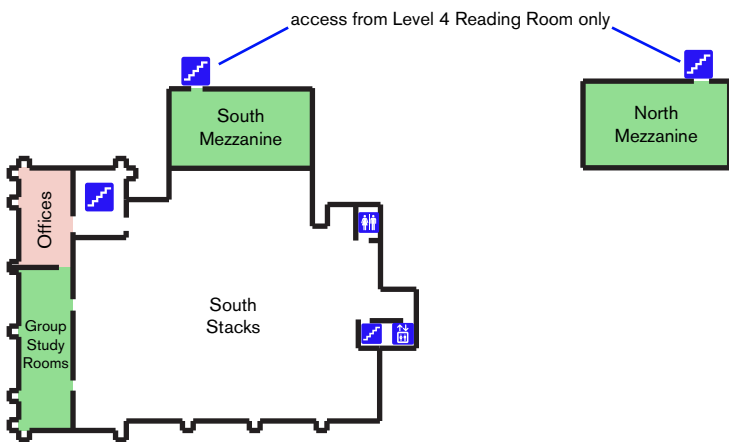 access from Level 4 Reading Room only
South
Mezzanine
North
Mezzanine
Offices
South
Stacks
Group
Study
Rooms